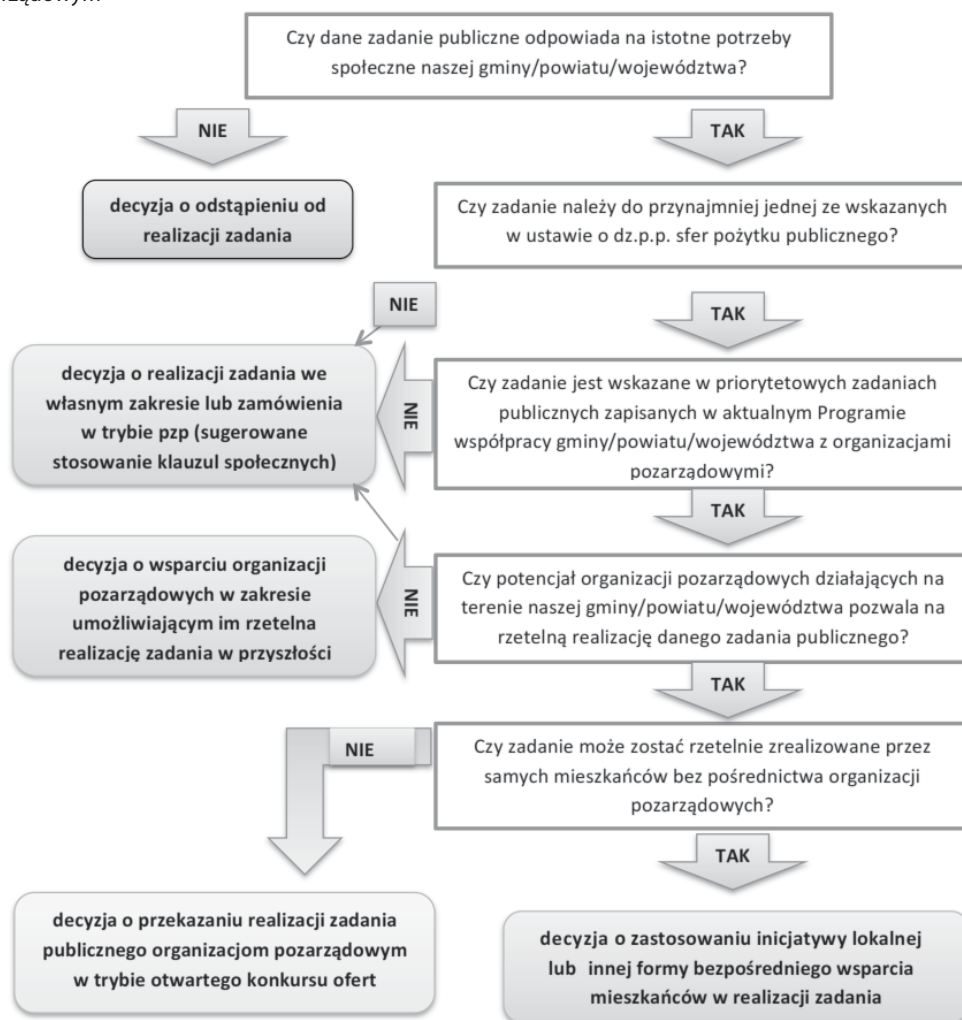 Czy dane zadanie publiczne odpowiada na istotne potrzeby
społeczne naszej gminy/powiatu/województwa?
NIE
TAK
decyzja o odstąpieniu od
realizacji zadania
Czy zadanie należy do przynajmniej jednej ze wskazanych
w ustawie o dz.p.p. sfer pożytku publicznego?
NIE
TAK
decyzja o realizacji zadania we
własnym zakresie lub zamówienia
w trybie pzp (sugerowane
stosowanie klauzul społecznych)
NIE
Czy zadanie jest wskazane w priorytetowych zadaniach
publicznych zapisanych w aktualnym Programie
współpracy gminy/powiatu/województwa z organizacjami
pozarządowymi?
TAK
decyzja o wsparciu organizacji
pozarządowych w zakresie
umożliwiającym im rzetelna
realizację zadania w przyszłości
NIE
Czy potencjał organizacji pozarządowych działających na
terenie naszej gminy/powiatu/województwa pozwala na
rzetelną realizację danego zadania publicznego?
TAK
NIE
Czy zadanie może zostać rzetelnie zrealizowane przez
samych mieszkańców bez pośrednictwa organizacji
pozarządowych?
TAK
decyzja o przekazaniu realizacji zadania
publicznego organizacjom pozarządowym
w trybie otwartego konkursu ofert
decyzja o zastosowaniu inicjatywy lokalnej
lub innej formy bezpośredniego wsparcia
mieszkańców w realizacji zadania